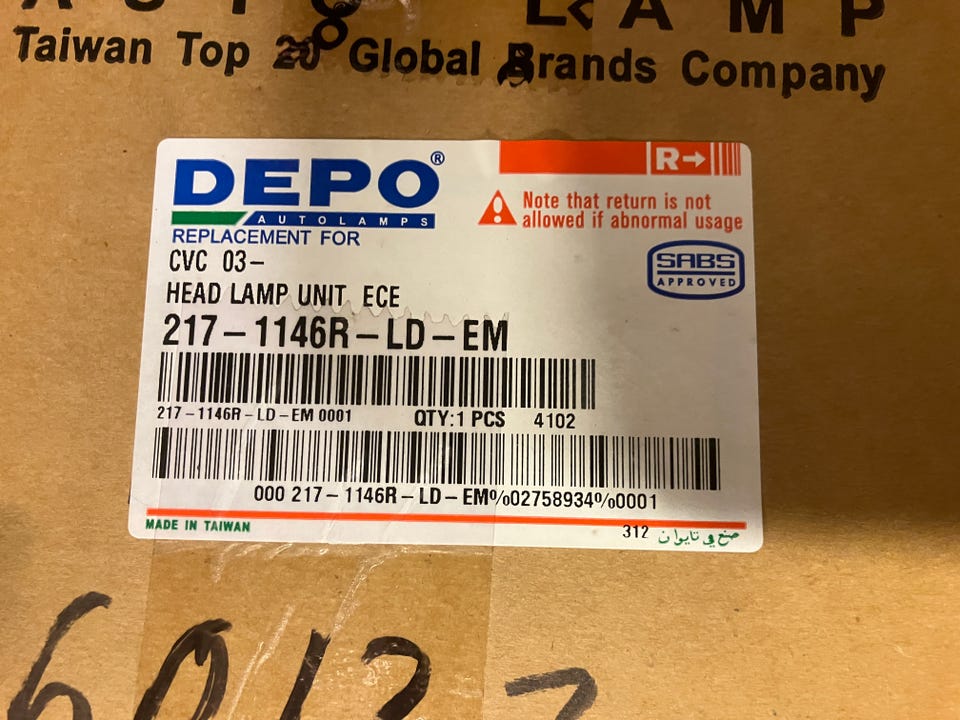 LAMP
Taiwan Top 20 Global Brands Company
DEPO®
AUTOLAMPS
R→
Note that return is not
allowed if abnormal usage
REPLACEMENT FOR
CVC 03-
HEAD LAMP UNIT ECE
SABS
APPROVED
217-1146R-LD-EM
217-1146R-LD-EM 0001 QTY:1 PCS 4102
000 217-1146R-LD-EM%02758934%0001
MADE IN TAIWAN
312 صنع في تايوان